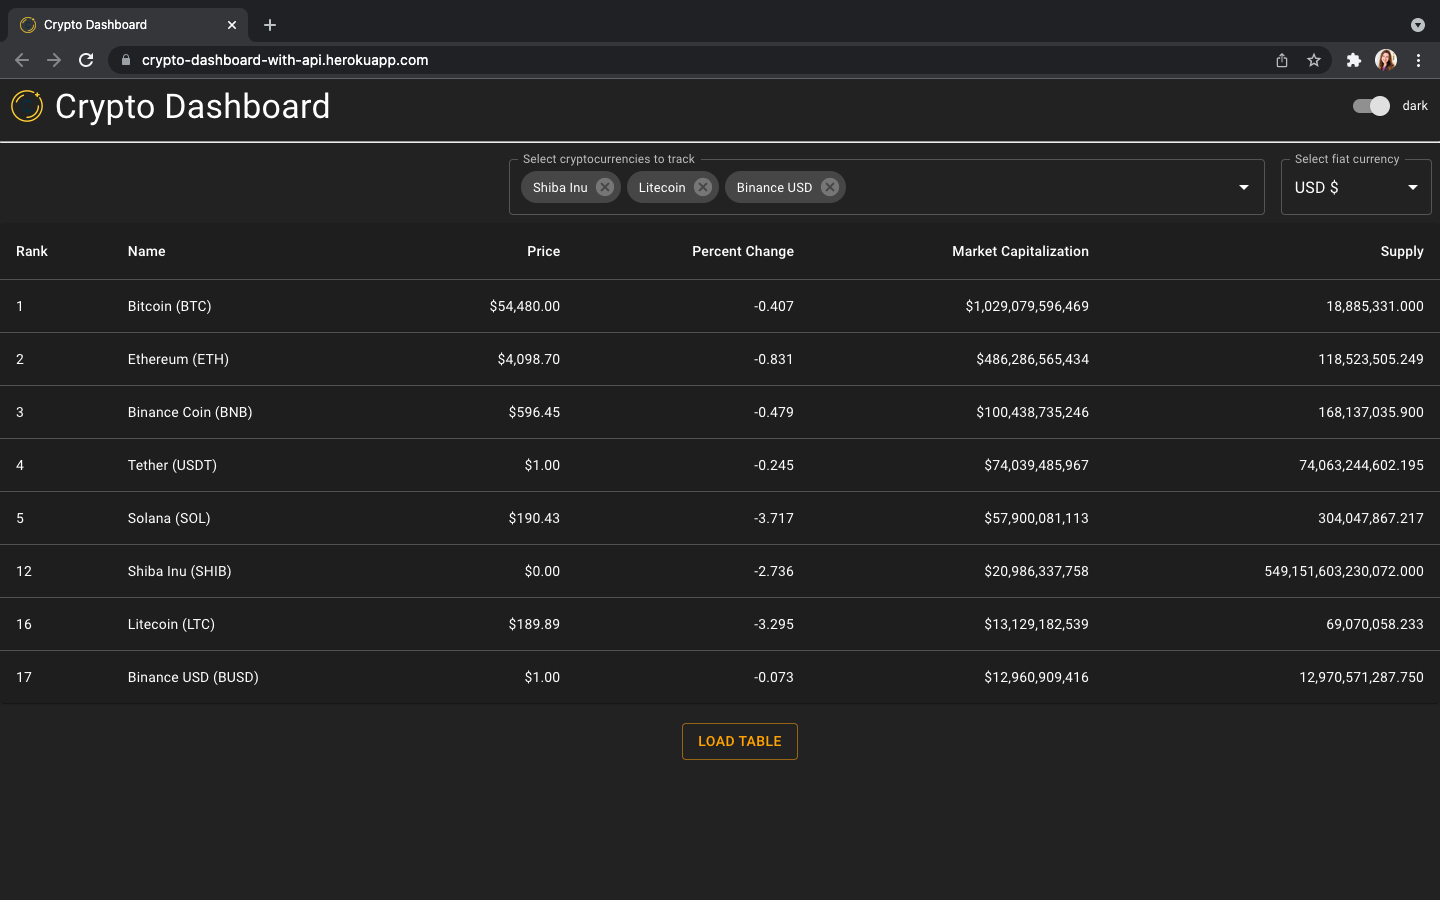 Crypto Dashboard
crypto-dashboard-with-api.herokuapp.com
Crypto Dashboard
dark
Select cryptocurrencies to track
Select fiat currency
Shiba Inu Litecoin Binance USD
USD $
Rank Name Price Percent Change Market Capitalization Supply
1 Bitcoin (BTC) $54,480.00 -0.407 $1,029,079,596,469 18,885,331.000
2 Ethereum (ETH) $4,098.70 -0.831 $486,286,565,434 118,523,505.249
3 Binance Coin (BNB) $596.45 -0.479 $100,438,735,246 168,137,035.900
4 Tether (USDT) $1.00 -0.245 $74,039,485,967 74,063,244,602.195
5 Solana (SOL) $190.43 -3.717 $57,900,081,113 304,047,867.217
12 Shiba Inu (SHIB) $0.00 -2.736 $20,986,337,758 549,151,603,230,072.000
16 Litecoin (LTC) $189.89 -3.295 $13,129,182,539 69,070,058.233
17 Binance USD (BUSD) $1.00 -0.073 $12,960,909,416 12,970,571,287.750
LOAD TABLE